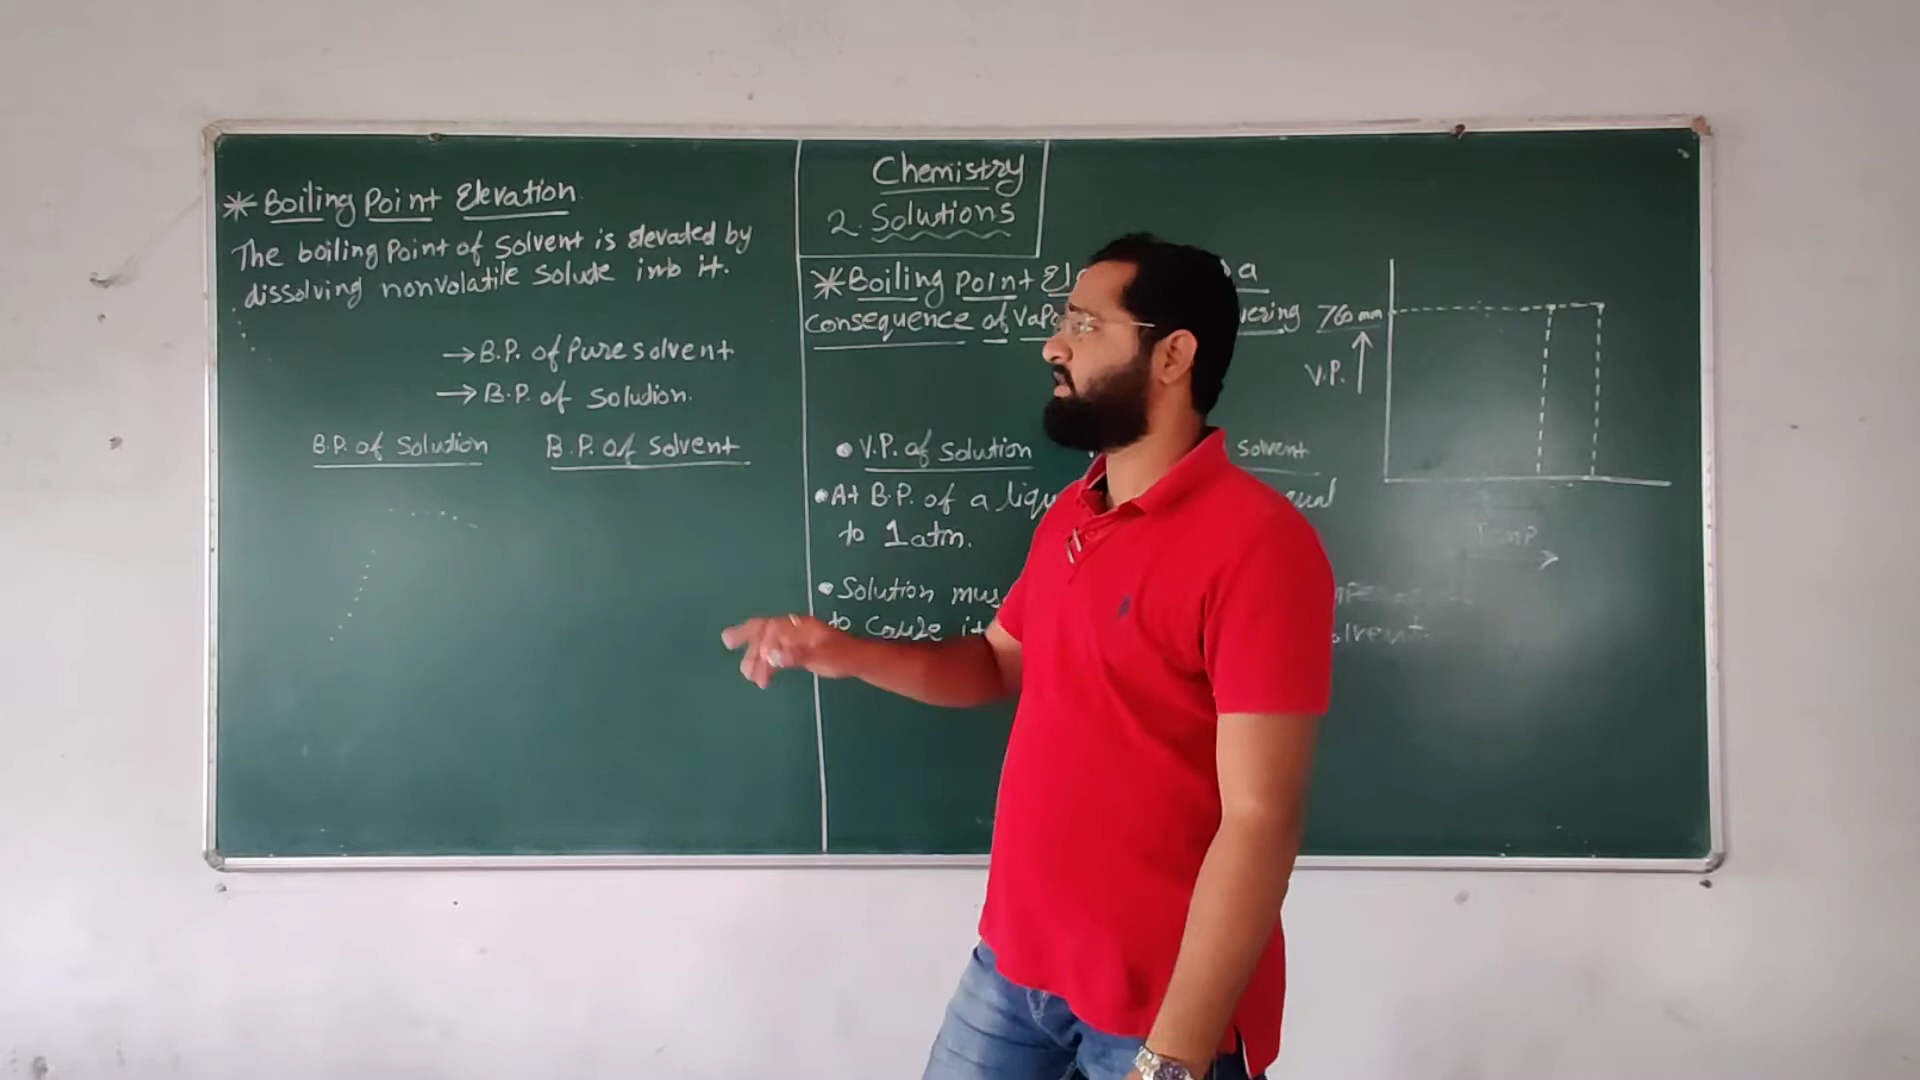 * Boiling Point Elevation
The boiling Point of Solvent is elevated by
dissolving nonvolatile solute into it.
→ B.P. of Pure solvent
→ B.P. of Solution.
B.P. of Solution B.P. of Solvent
Chemistry
2. Solutions
* Boiling point a
consequence of
• V.P. of solution solvent
• At B.P. of a
to 1 atm.
• Solution
to cause it solvent.
760 mm
V.P.
Temp